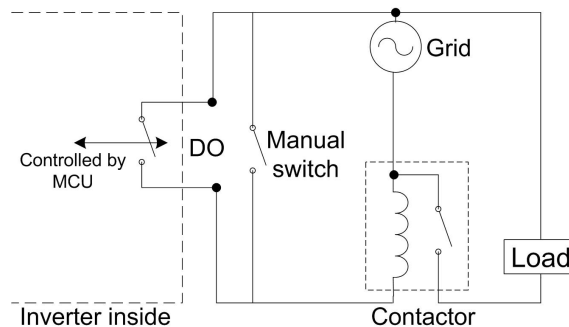 Grid
DO
Manual
switch
Controlled by
MCU
Load
Inverter inside
Contactor